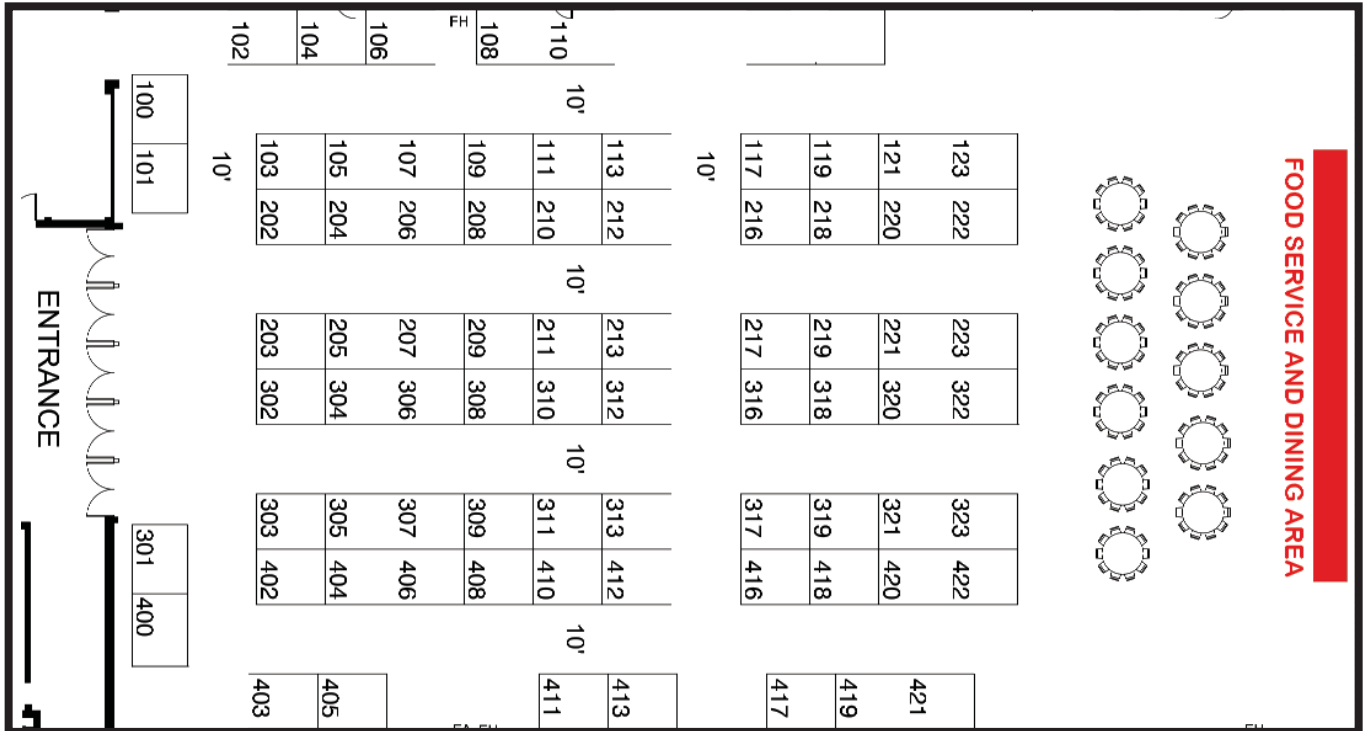 102 104 106 FH 108 110
100
10'
101 10' 103 105 107 109 111 113 10' 117 119 121 123
202 204 206 208 210 212 216 218 220 222
10'
203 205 207 209 211 213 217 219 221 223
302 304 306 308 310 312 316 318 320 322
10'
303 305 307 309 311 313 317 319 321 323
301
402 404 406 408 410 412 416 418 420 422
400
10'
403 405 411 413 417 419 421
FH
ENTRANCE
FOOD SERVICE AND DINING AREA